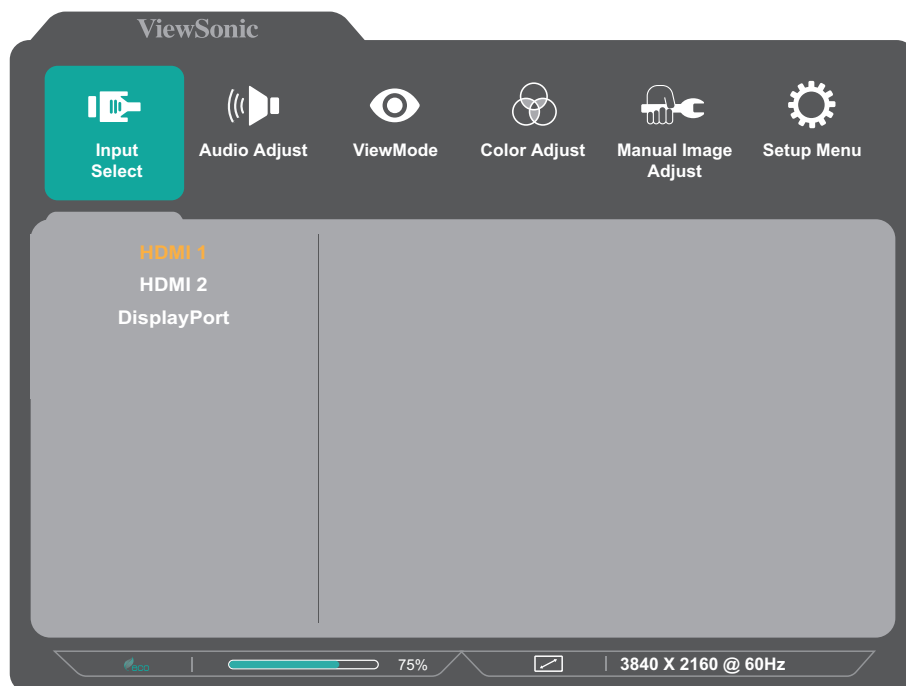 ViewSonic
Input Select
Audio Adjust
ViewMode
Color Adjust
Manual Image Adjust
Setup Menu
HDMI 1
HDMI 2
DisplayPort
eco
75%
3840 X 2160 @ 60Hz